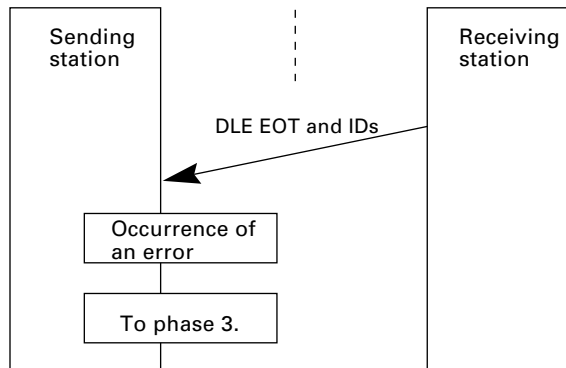 Sending
station
Receiving
station
DLE EOT and IDs
Occurrence of
an error
To phase 3.